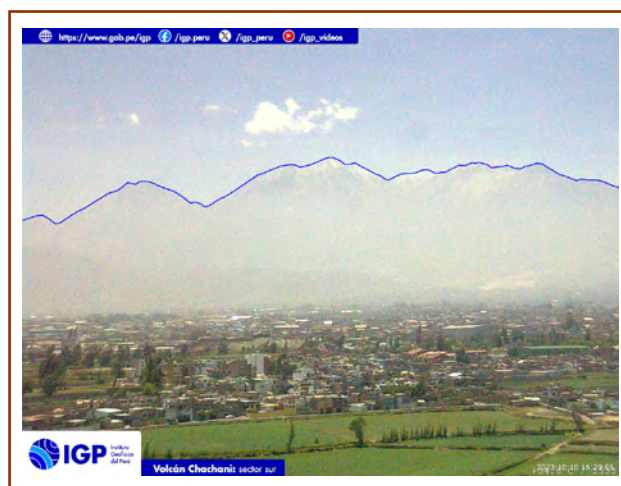 https://www.gob.pe/igp /igp.peru /igp_peru /igp_videos
IGP
Instituto
Geofísico
del Perú
Volcán Chachani: sector sur